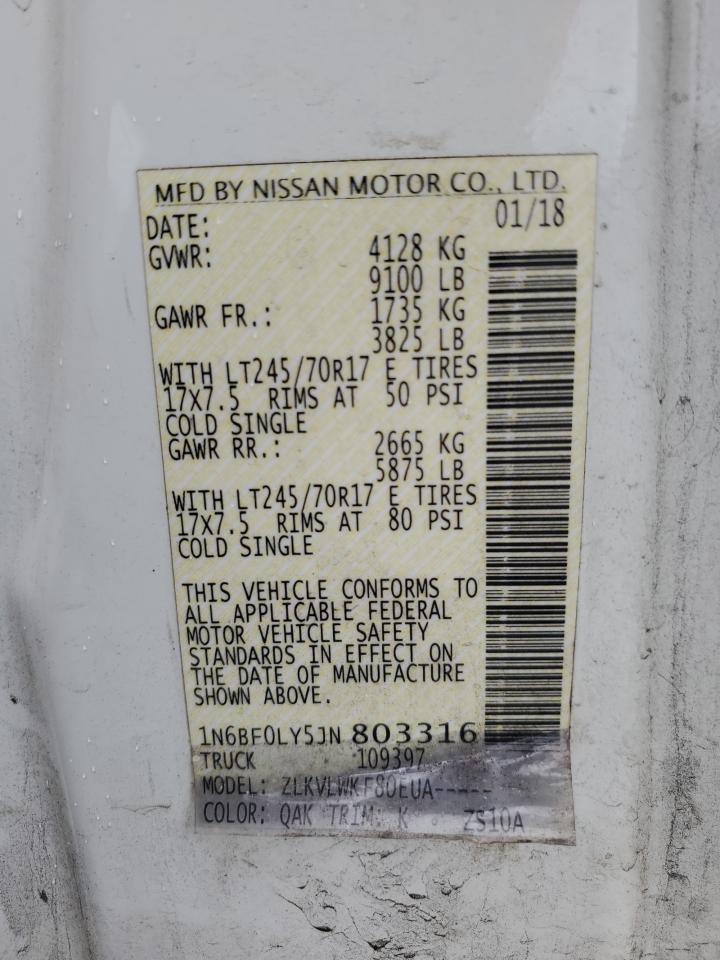 MFD BY NISSAN MOTOR CO., LTD.
DATE: 01/18
GVWR: 4128 KG
9100 LB
GAWR FR.: 1735 KG
3825 LB
WITH LT245/70R17 E TIRES
17X7.5 RIMS AT 50 PSI
COLD SINGLE
GAWR RR.: 2665 KG
5875 LB
WITH LT245/70R17 E TIRES
17X7.5 RIMS AT 80 PSI
COLD SINGLE
THIS VEHICLE CONFORMS TO
ALL APPLICABLE FEDERAL
MOTOR VEHICLE SAFETY
STANDARDS IN EFFECT ON
THE DATE OF MANUFACTURE
SHOWN ABOVE.
1N6BF0LY5JN 803316
TRUCK 109397
MODEL: ZLKVLWKF80EUA-----
COLOR: QAK TRIM: K ZS10A